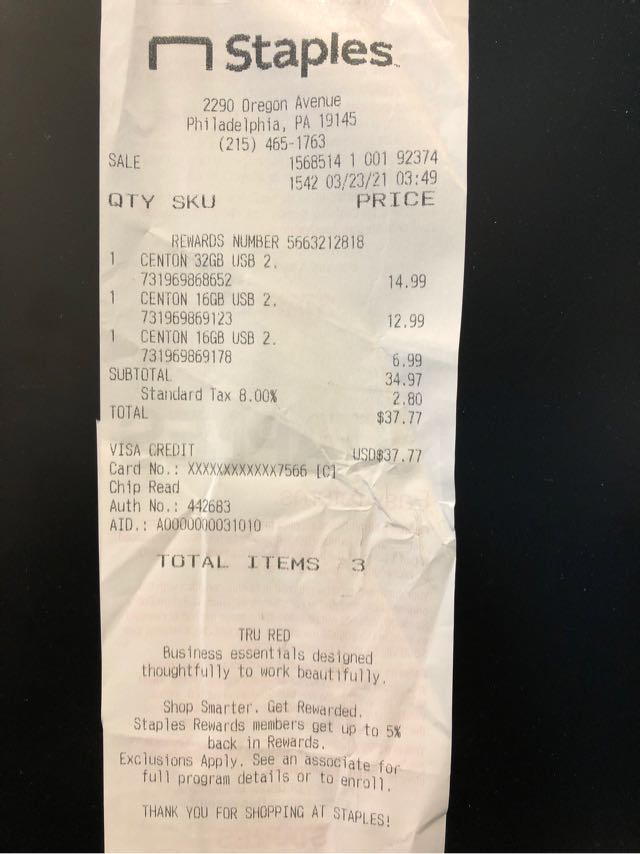 Staples
2290 Oregon Avenue
Philadelphia, PA 19145
(215) 465-1763
SALE 1568514 1 001 92374
1542 03/23/21 03:49
QTY SKU PRICE
REWARDS NUMBER 5663212818
1 CENTON 32GB USB 2.
731969868652 14.99
1 CENTON 16GB USB 2.
731969869123 12.99
1 CENTON 16GB USB 2.
731969869178 6.99
SUBTOTAL 34.97
Standard Tax 8.00% 2.80
TOTAL $37.77
VISA CREDIT USD$37.77
Card No.: XXXXXXXXXXXX7566 [C]
Chip Read
Auth No.: 442683
AID.: A0000000031010
TOTAL ITEMS 3
TRU RED
Business essentials designed
thoughtfully to work beautifully.
Shop Smarter. Get Rewarded.
Staples Rewards members get up to 5%
back in Rewards.
Exclusions Apply. See an associate for
full program details or to enroll.
THANK YOU FOR SHOPPING AT STAPLES!